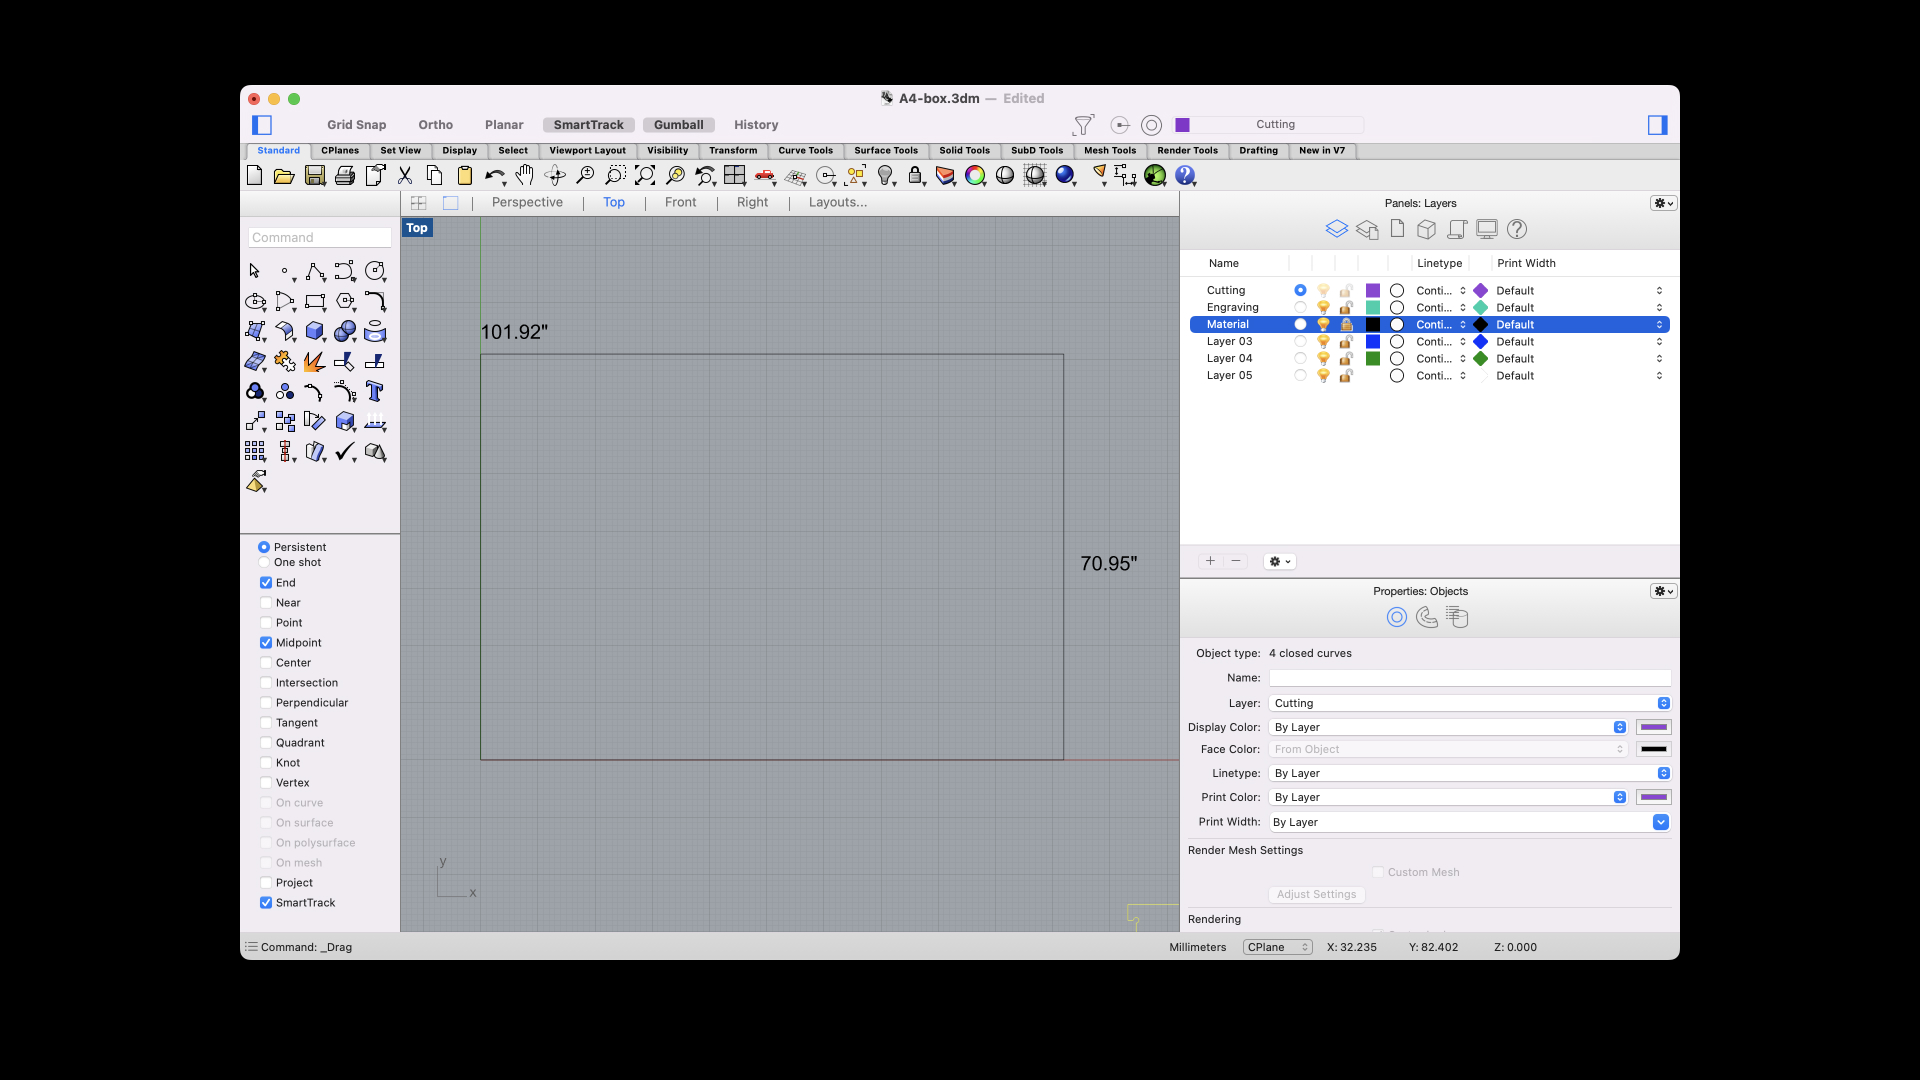 A4-box.3dm — Edited
Grid Snap Ortho Planar SmartTrack Gumball History Cutting
Standard CPlanes Set View Display Select Viewport Layout Visibility Transform Curve Tools Surface Tools Solid Tools SubD Tools Mesh Tools Render Tools Drafting New in V7
Perspective Top Front Right Layouts...
Top
Command
101.92"
70.95"
y
x
Persistent
One shot
End
Near
Point
Midpoint
Center
Intersection
Perpendicular
Tangent
Quadrant
Knot
Vertex
On curve
On surface
On polysurface
On mesh
Project
SmartTrack
Panels: Layers
Name Linetype Print Width
Cutting Conti... Default
Engraving Conti... Default
Material Conti... Default
Layer 03 Conti... Default
Layer 04 Conti... Default
Layer 05 Conti... Default
Properties: Objects
Object type: 4 closed curves
Name:
Layer: Cutting
Display Color: By Layer
Face Color: From Object
Linetype: By Layer
Print Color: By Layer
Print Width: By Layer
Render Mesh Settings
Custom Mesh
Adjust Settings
Rendering
Command: _Drag
Millimeters CPlane X: 32.235 Y: 82.402 Z: 0.000